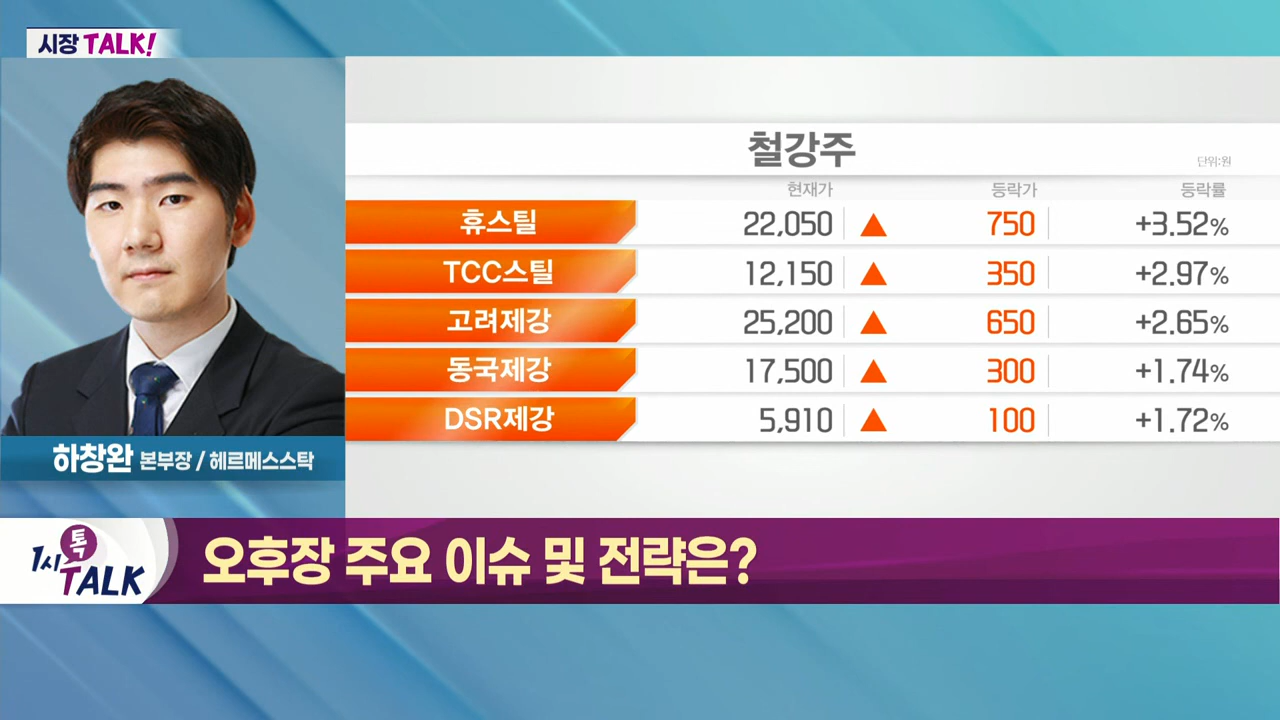 시장 TALK!
철강주
단위:원
현재가 등락가 등락률
휴스틸 22,050 ▲ 750 +3.52%
TCC스틸 12,150 ▲ 350 +2.97%
고려제강 25,200 ▲ 650 +2.65%
동국제강 17,500 ▲ 300 +1.74%
DSR제강 5,910 ▲ 100 +1.72%
하창완 본부장 / 헤르메스스탁
1시 톡 TALK
오후장 주요 이슈 및 전략은?